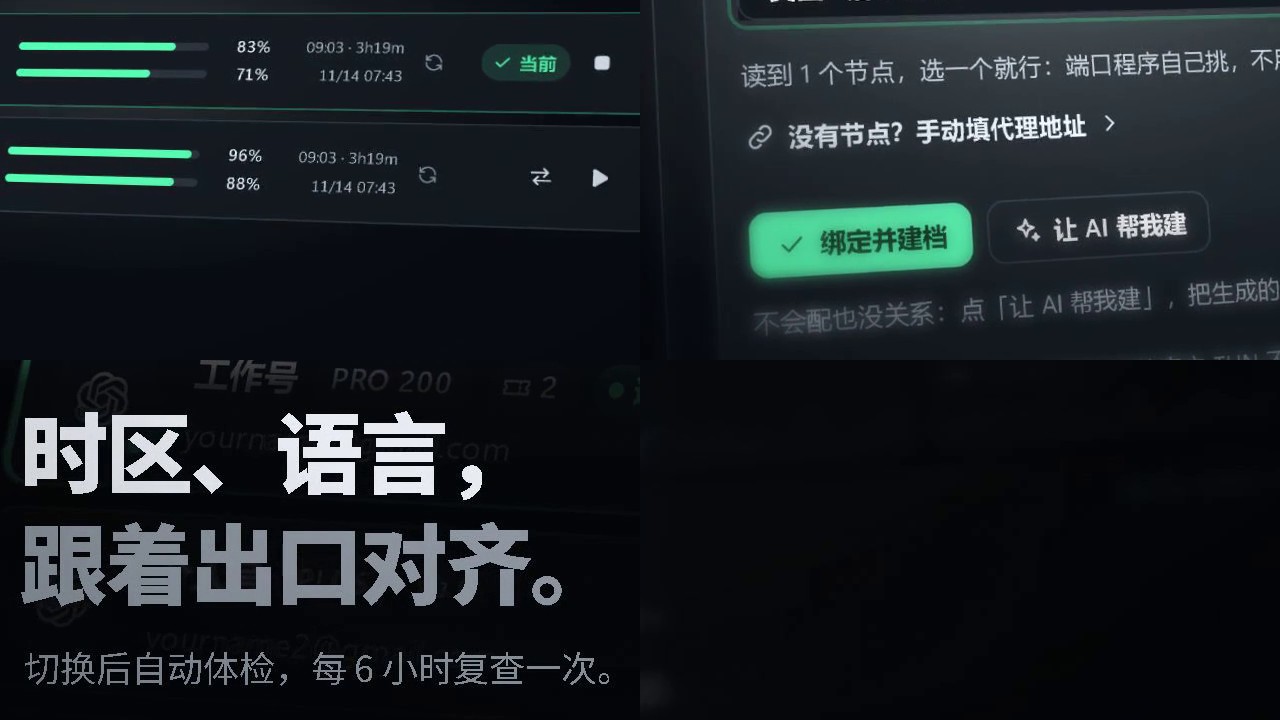 83%
09:03 · 3h19m
71%
11/14 07:43
当前
96%
09:03 · 3h19m
88%
11/14 07:43
读到 1 个节点，选一个就行：端口程序自己挑，不用
没有节点？手动填代理地址
绑定并建档
让 AI 帮我建
不会配也没关系：点「让 AI 帮我建」，把生成的
工作号 PRO 200 2
时区、语言，
跟着出口对齐。
切换后自动体检，每 6 小时复查一次。